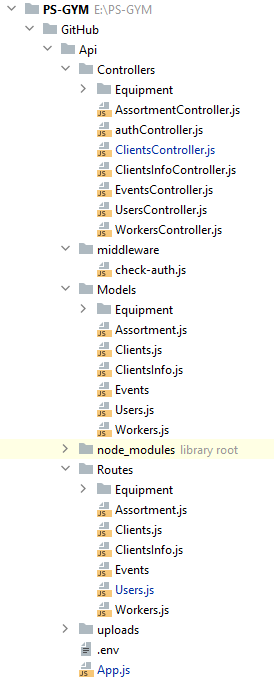 PS-GYM E:\PS-GYM
GitHub
Api
Controllers
Equipment
AssortmentController.js
authController.js
ClientsController.js
ClientsInfoController.js
EventsController.js
UsersController.js
WorkersController.js
middleware
check-auth.js
Models
Equipment
Assortment.js
Clients.js
ClientsInfo.js
Events
Users.js
Workers.js
node_modules library root
Routes
Equipment
Assortment.js
Clients.js
ClientsInfo.js
Events
Users.js
Workers.js
uploads
.env
App.js